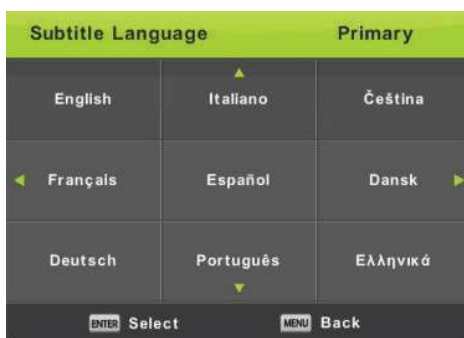 Subtitle Language Primary
English Italiano Čeština
Français Español Dansk
Deutsch Português Ελληνικά
ENTER Select MENU Back